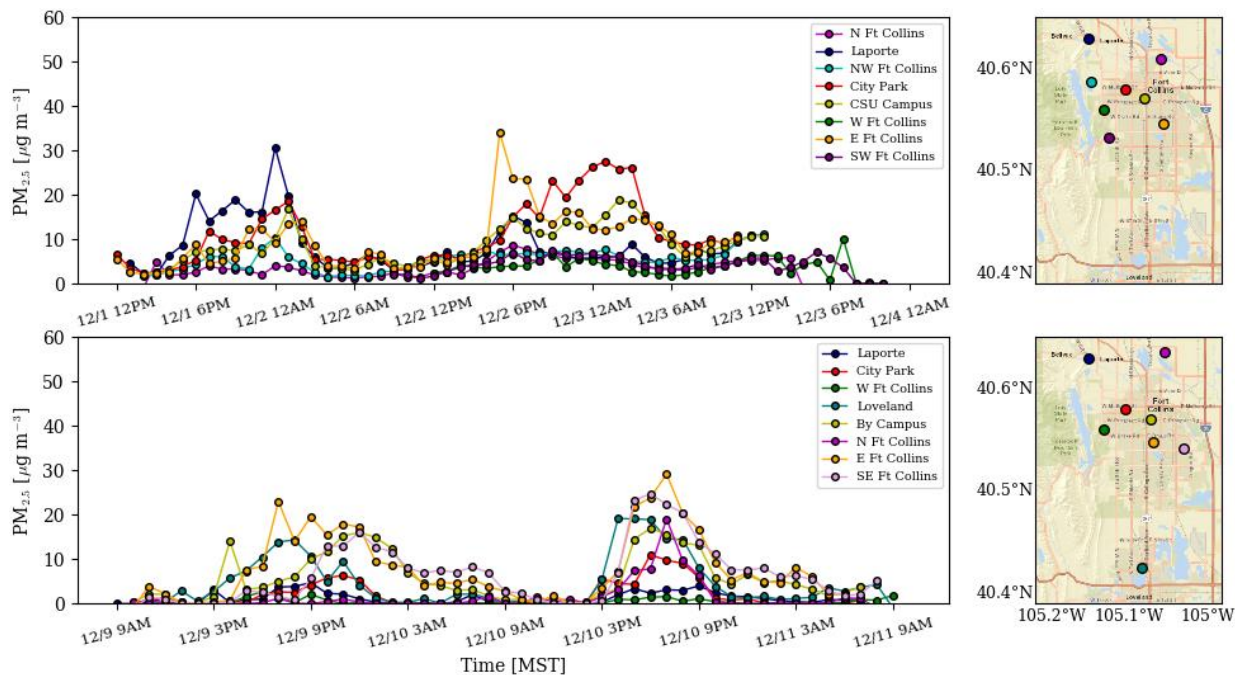 60
50
40
30
20
10
0
PM2.5 [μg m−3]
N Ft Collins
Laporte
NW Ft Collins
City Park
CSU Campus
W Ft Collins
E Ft Collins
SW Ft Collins
12/1 12PM
12/1 6PM
12/2 12AM
12/2 6AM
12/2 12PM
12/2 6PM
12/3 12AM
12/3 6AM
12/3 12PM
12/3 6PM
12/4 12AM
40.6°N
40.5°N
40.4°N
Bellvue
Laporte
Fort
Collins
Loveland
60
50
40
30
20
10
0
PM2.5 [μg m−3]
Laporte
City Park
W Ft Collins
Loveland
By Campus
N Ft Collins
E Ft Collins
SE Ft Collins
12/9 9AM
12/9 3PM
12/9 9PM
12/10 3AM
12/10 9AM
12/10 3PM
12/10 9PM
12/11 3AM
12/11 9AM
Time [MST]
40.6°N
40.5°N
40.4°N
Bellvue
Laporte
Fort
Collins
Loveland
105.2°W
105.1°W
105°W